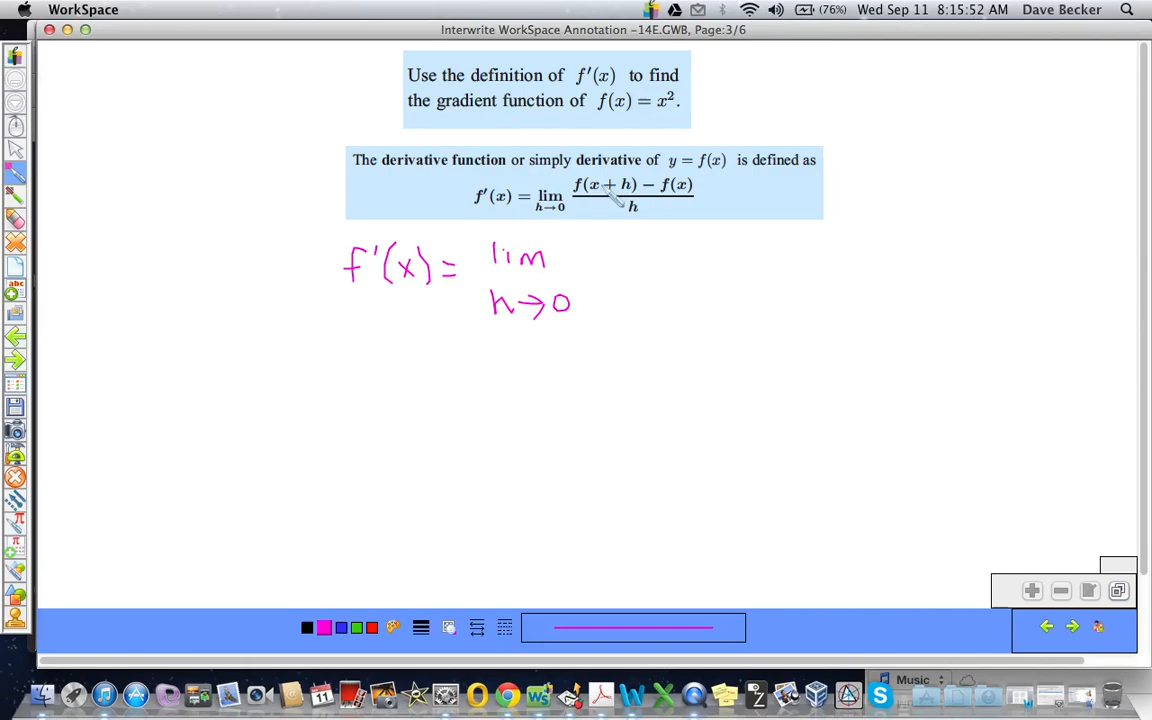 WorkSpace
(76%) Wed Sep 11 8:15:52 AM Dave Becker
Interwrite WorkSpace Annotation -14E.GWB, Page:3/6
Use the definition of f′(x) to find
the gradient function of f(x) = x².
The derivative function or simply derivative of y = f(x) is defined as
f′(x) = lim h→0 f(x + h) − f(x) / h
f'(x) = lim
h→0
abc
π
π
Music
11